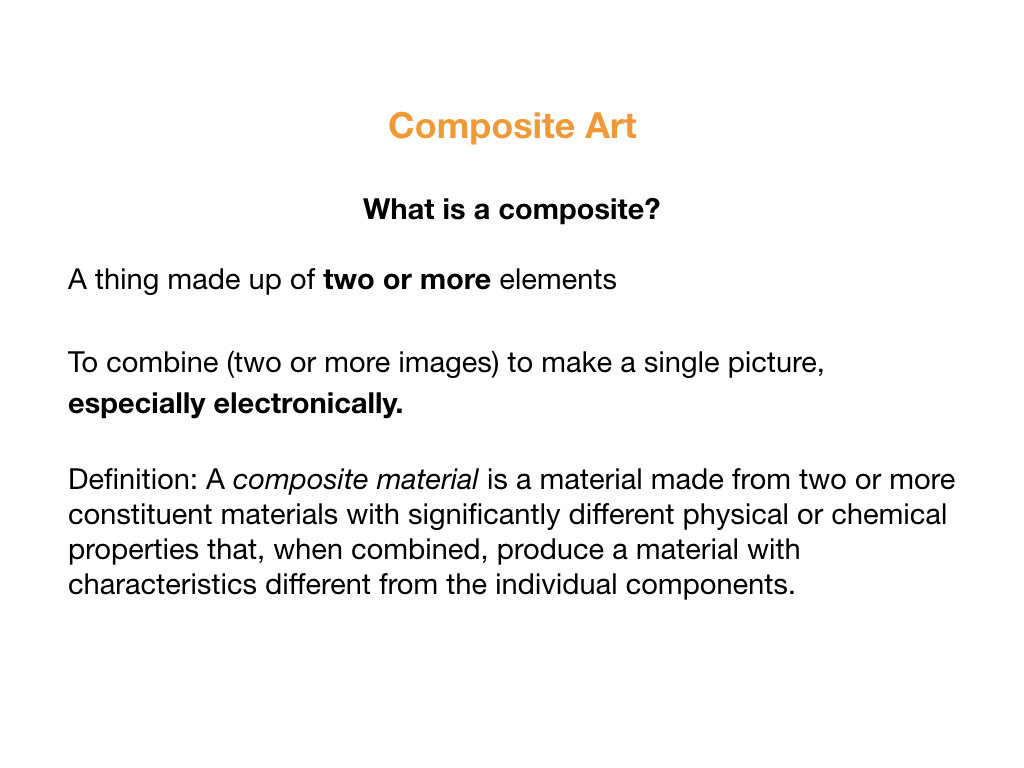 Composite Art
What is a composite?
A thing made up of two or more elements
To combine (two or more images) to make a single picture,
especially electronically.
Definition: A composite material is a material made from two or more
constituent materials with significantly different physical or chemical
properties that, when combined, produce a material with
characteristics different from the individual components.